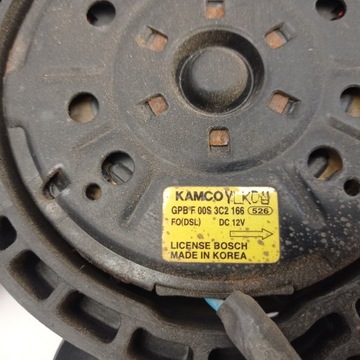 KAMCO
GPB F 00S 3C2 166 526
FO(DSL) DC 12V
LICENSE BOSCH
MADE IN KOREA